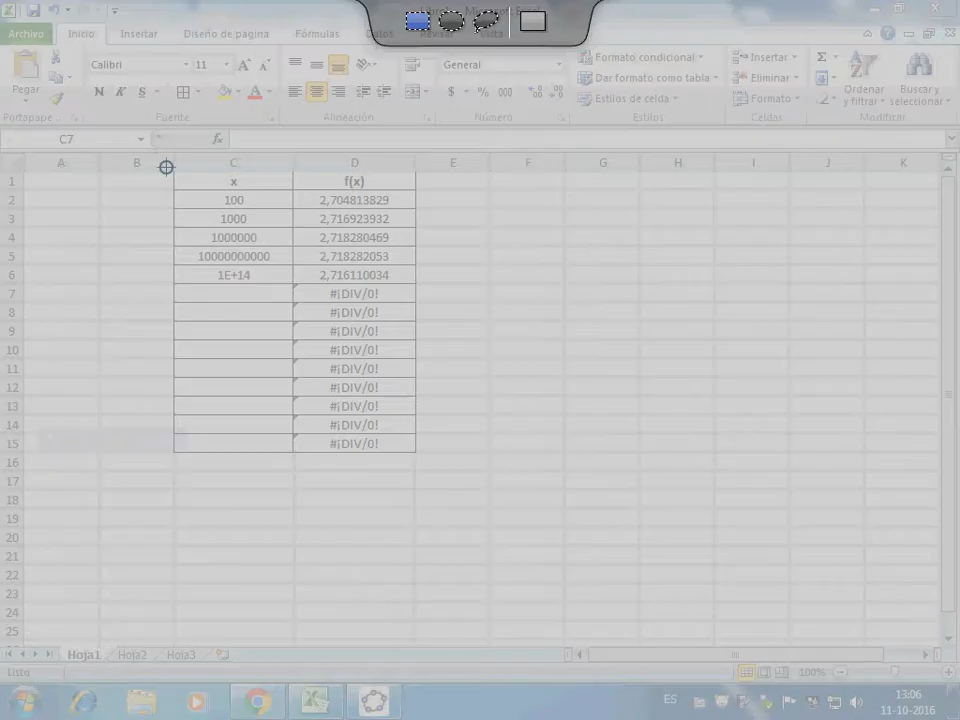 Archivo Inicio Insertar Diseño de página Fórmulas Datos Revisar Vista
Calibri 11 General Formato condicional Insertar Σ
Pegar Dar formato como tabla Eliminar Ordenar y filtrar Buscar y seleccionar
N K S A $ % 000 Estilos de celda Formato
Portapape... Fuente Alineación Número Estilos Celdas Modificar
C7 fx
A B C D E F G H I J K
1 x f(x)
2 100 2,704813829
3 1000 2,716923932
4 1000000 2,718280469
5 10000000000 2,718282053
6 1E+14 2,716110034
7 #¡DIV/0!
8 #¡DIV/0!
9 #¡DIV/0!
10 #¡DIV/0!
11 #¡DIV/0!
12 #¡DIV/0!
13 #¡DIV/0!
14 #¡DIV/0!
15 #¡DIV/0!
16
17
18
19
20
21
22
23
24
25
Hoja1 Hoja2 Hoja3
Listo 100%
ES 13:06
11-10-2016